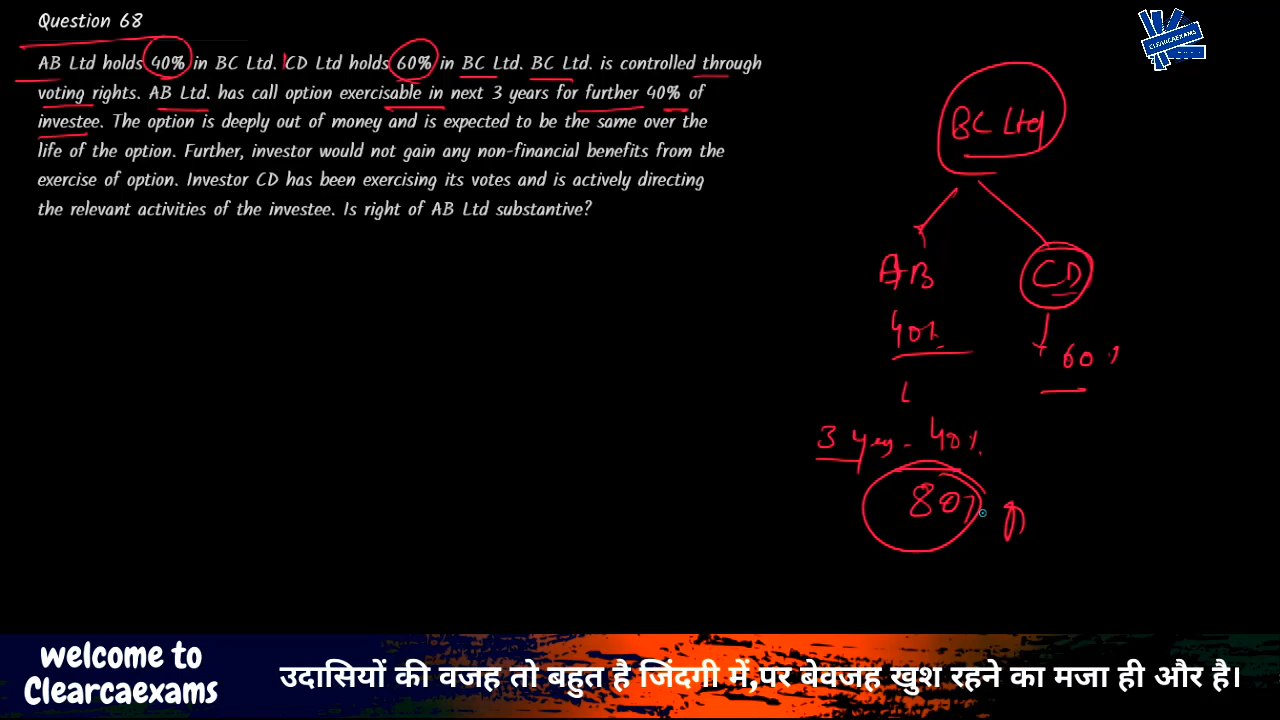 Question 68
AB Ltd holds 40% in BC Ltd. CD Ltd holds 60% in BC Ltd. BC Ltd. is controlled through
voting rights. AB Ltd. has call option exercisable in next 3 years for further 40% of
investee. The option is deeply out of money and is expected to be the same over the
life of the option. Further, investor would not gain any non-financial benefits from the
exercise of option. Investor CD has been exercising its votes and is actively directing
the relevant activities of the investee. Is right of AB Ltd substantive?
CLEARCAEXAMS
BC Ltd
AB CD
40%
60%
3 - 40%
80%
welcome to
Clearcaexams
उदासियों की वजह तो बहुत है जिंदगी में,पर बेवजह खुश रहने का मजा ही और है।